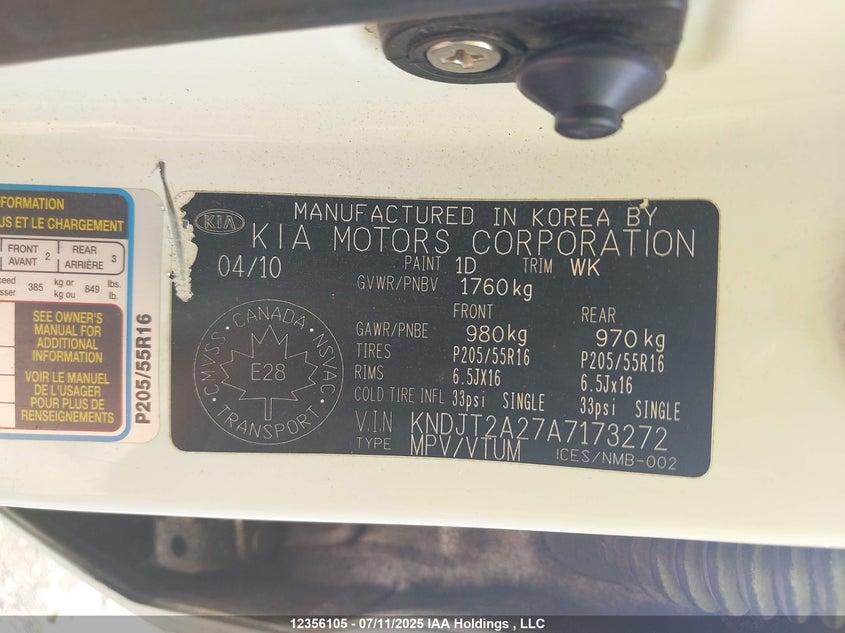 FORMATION
US ET LE CHARGEMENT
FRONT AVANT 2 REAR ARRIÈRE 3
385 kg or kg ou 849 lbs. lb.
SEE OWNER'S
MANUAL FOR
ADDITIONAL
INFORMATION
VOIR LE MANUEL
DE L'USAGER
POUR PLUS DE
RENSEIGNEMENTS
P205/55R16
KIA
MANUFACTURED IN KOREA BY
KIA MOTORS CORPORATION
04/10 PAINT 1D TRIM WK
GVWR/PNBV 1760kg
FRONT REAR
GAWR/PNBE 980kg 970kg
TIRES P205/55R16 P205/55R16
RIMS 6.5JX16 6.5Jx16
COLD TIRE INFL 33psi SINGLE 33psi SINGLE
V.I.N KNDJT2A27A7173272
TYPE MPV/VTUM ICES/NMB-002
CMVSS · CANADA · NSVAC
E28
TRANSPORT
12356105 - 07/11/2025 IAA Holdings , LLC